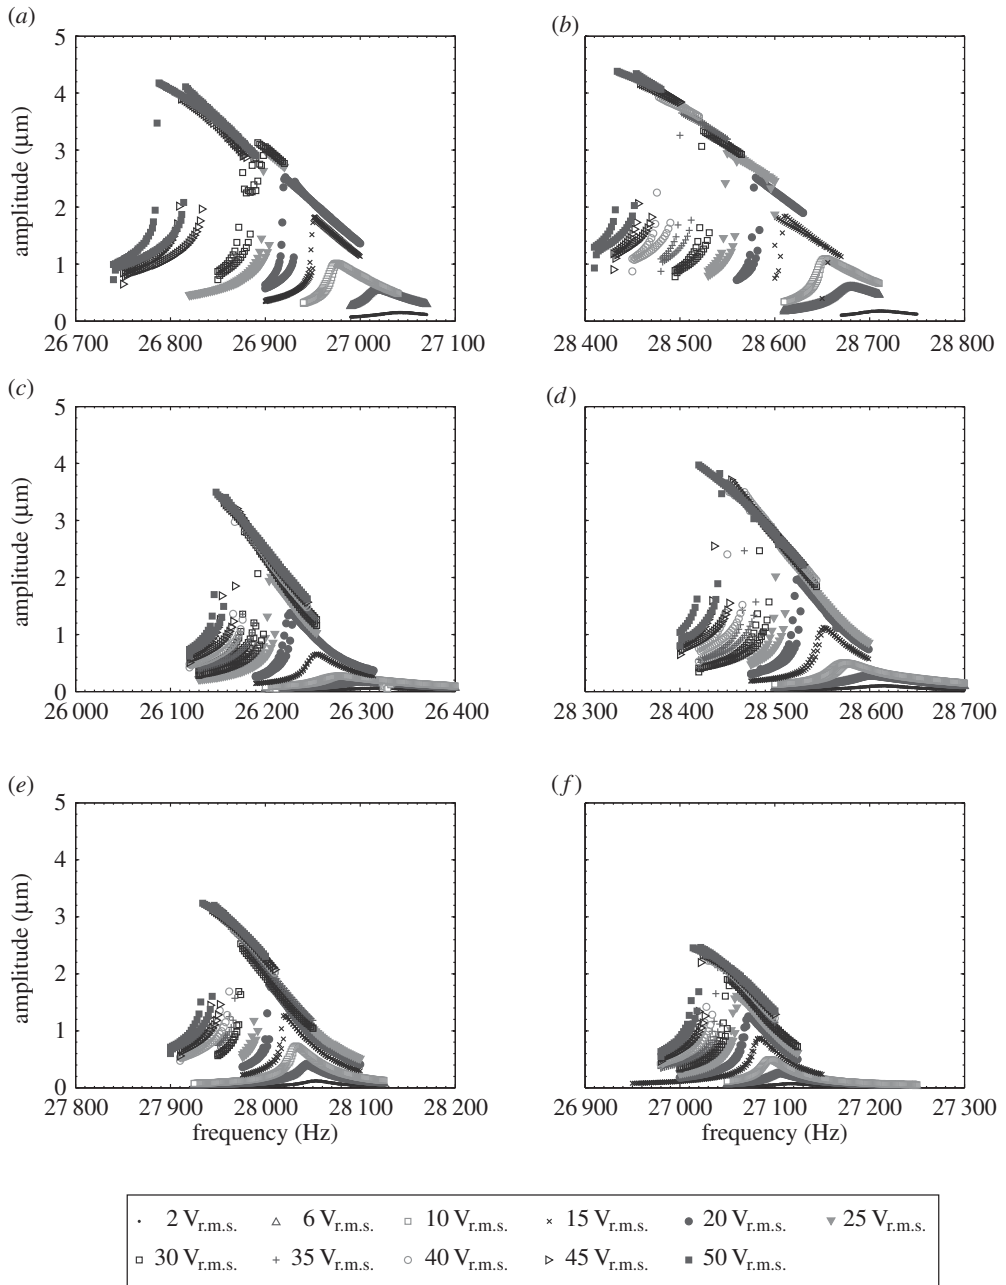 (a)
(b)
5
4
3
2
1
0
amplitude (µm)
26 700 26 800 26 900 27 000 27 100
28 400 28 500 28 600 28 700 28 800
(c)
(d)
5
4
3
2
1
0
amplitude (µm)
26 000 26 100 26 200 26 300 26 400
28 300 28 400 28 500 28 600 28 700
(e)
(f)
5
4
3
2
1
0
amplitude (µm)
27 800 27 900 28 000 28 100 28 200
frequency (Hz)
26 900 27 000 27 100 27 200 27 300
frequency (Hz)
2 Vr.m.s. 6 Vr.m.s. 10 Vr.m.s. 15 Vr.m.s. 20 Vr.m.s. 25 Vr.m.s.
30 Vr.m.s. 35 Vr.m.s. 40 Vr.m.s. 45 Vr.m.s. 50 Vr.m.s.